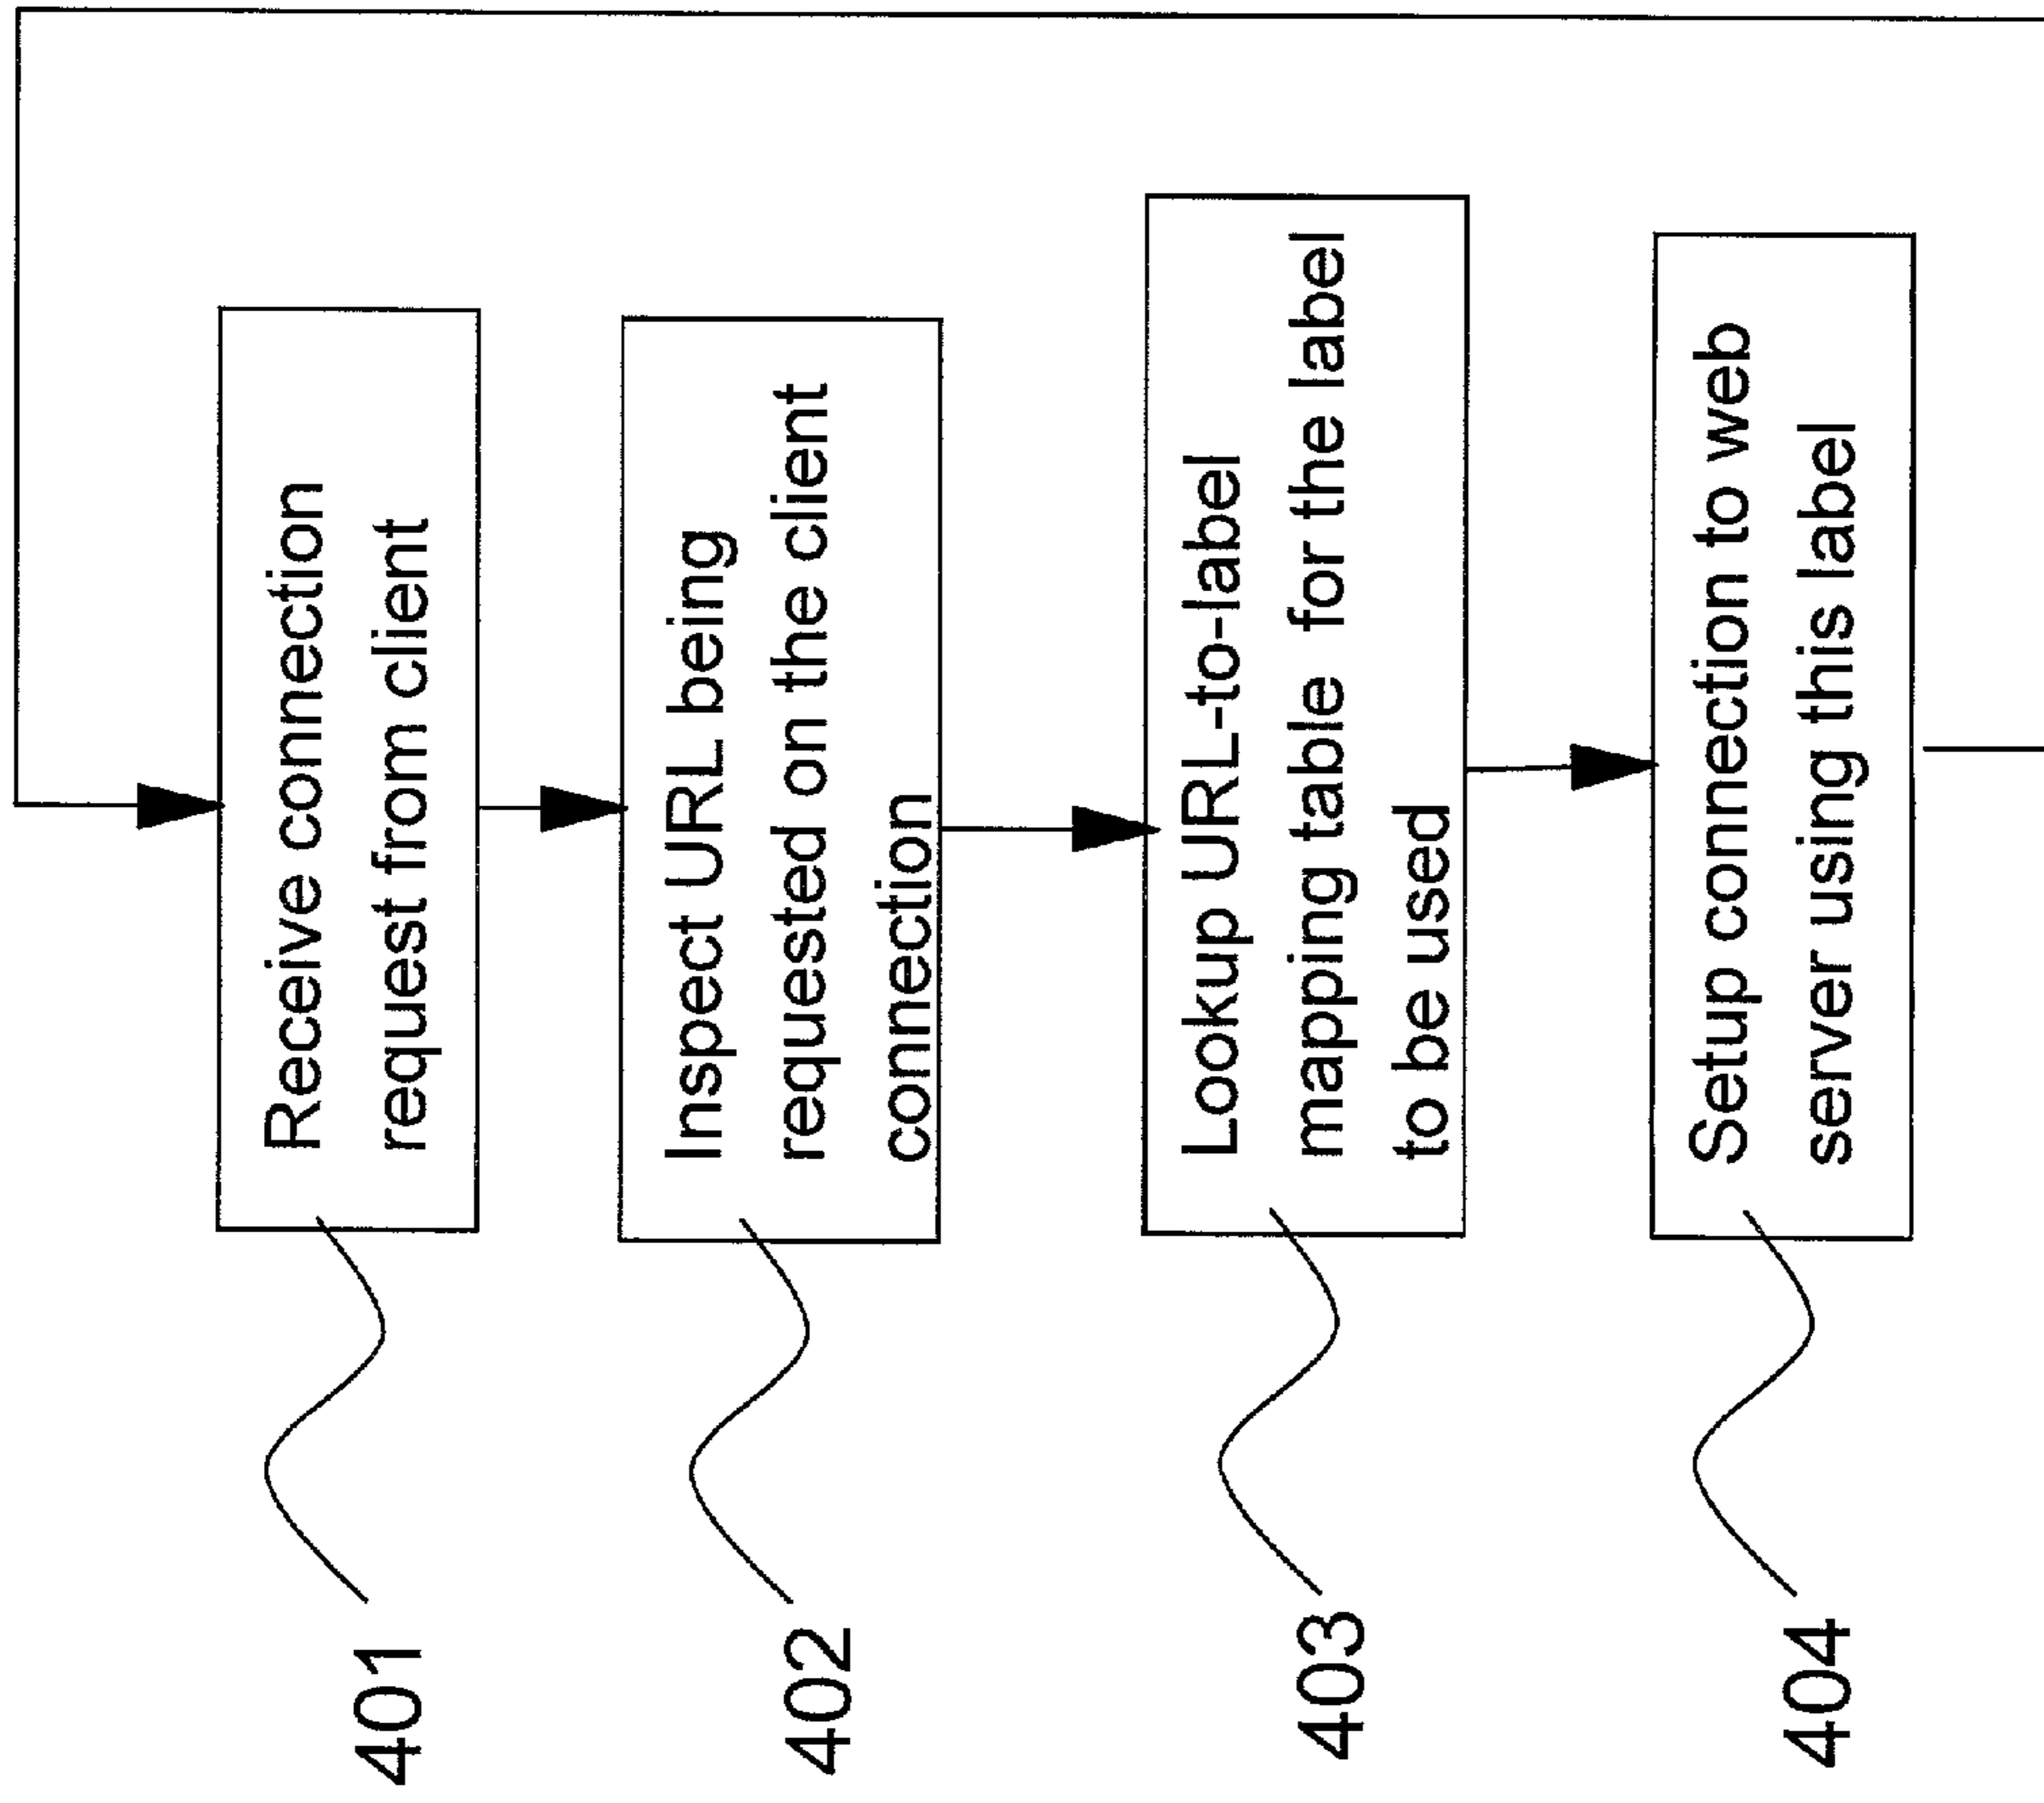 401
Receive connection
request from client
402
Inspect URL being
requested on the client
connection
403
Lookup URL-to-label
mapping table for the label
to be used
404
Setup connection to web
server using this label